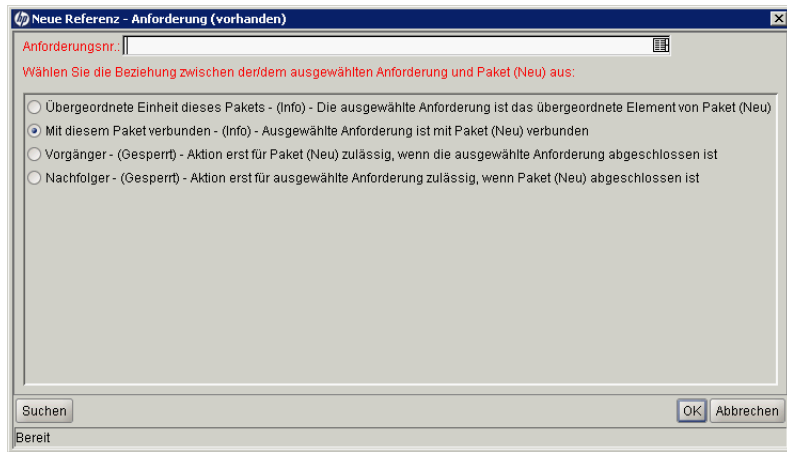 hp Neue Referenz - Anforderung (vorhanden)
Anforderungsnr.:
Wählen Sie die Beziehung zwischen der/dem ausgewählten Anforderung und Paket (Neu) aus:
Übergeordnete Einheit dieses Pakets - (Info) - Die ausgewählte Anforderung ist das übergeordnete Element von Paket (Neu)
Mit diesem Paket verbunden - (Info) - Ausgewählte Anforderung ist mit Paket (Neu) verbunden
Vorgänger - (Gesperrt) - Aktion erst für Paket (Neu) zulässig, wenn die ausgewählte Anforderung abgeschlossen ist
Nachfolger - (Gesperrt) - Aktion erst für ausgewählte Anforderung zulässig, wenn Paket (Neu) abgeschlossen ist
Suchen OK Abbrechen
Bereit